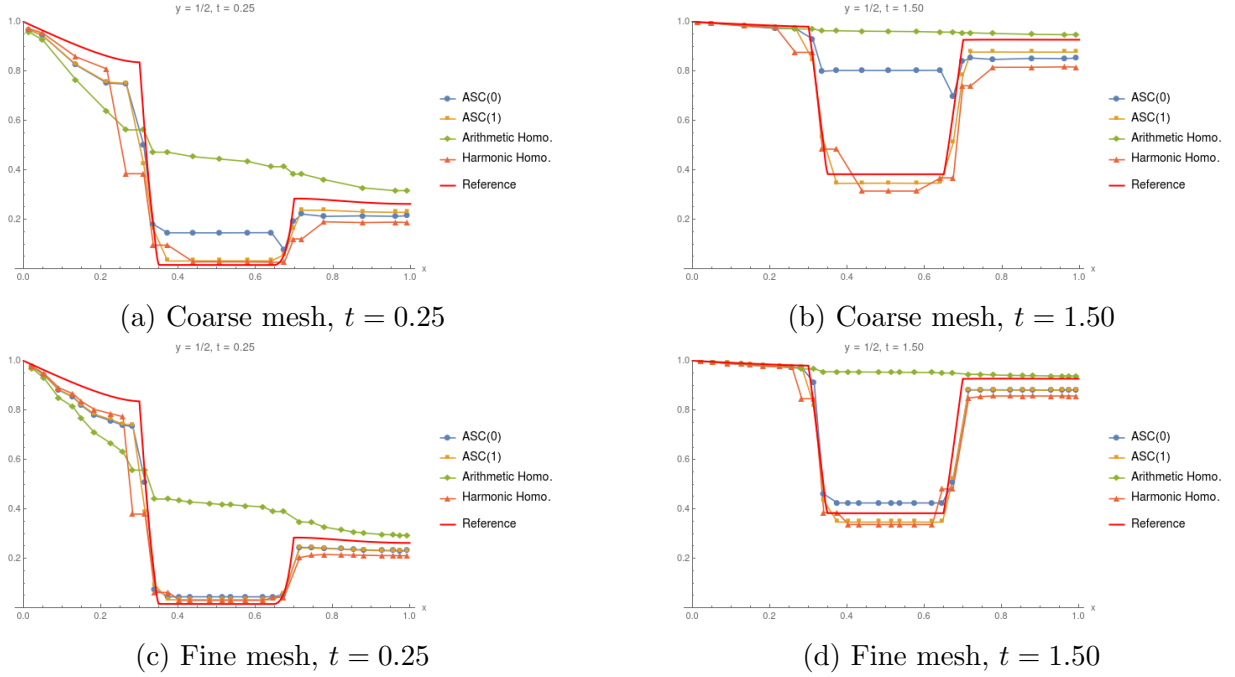 y = 1/2, t = 0.25
1.0
0.8
0.6
0.4
0.2
0.0 0.2 0.4 0.6 0.8 1.0 x
ASC(0)
ASC(1)
Arithmetic Homo.
Harmonic Homo.
Reference
(a) Coarse mesh, t = 0.25
y = 1/2, t = 1.50
1.0
0.8
0.6
0.4
0.2
0.0 0.2 0.4 0.6 0.8 1.0 x
ASC(0)
ASC(1)
Arithmetic Homo.
Harmonic Homo.
Reference
(b) Coarse mesh, t = 1.50
y = 1/2, t = 0.25
1.0
0.8
0.6
0.4
0.2
0.0 0.2 0.4 0.6 0.8 1.0 x
ASC(0)
ASC(1)
Arithmetic Homo.
Harmonic Homo.
Reference
(c) Fine mesh, t = 0.25
y = 1/2, t = 1.50
1.0
0.8
0.6
0.4
0.2
0.0 0.2 0.4 0.6 0.8 1.0 x
ASC(0)
ASC(1)
Arithmetic Homo.
Harmonic Homo.
Reference
(d) Fine mesh, t = 1.50